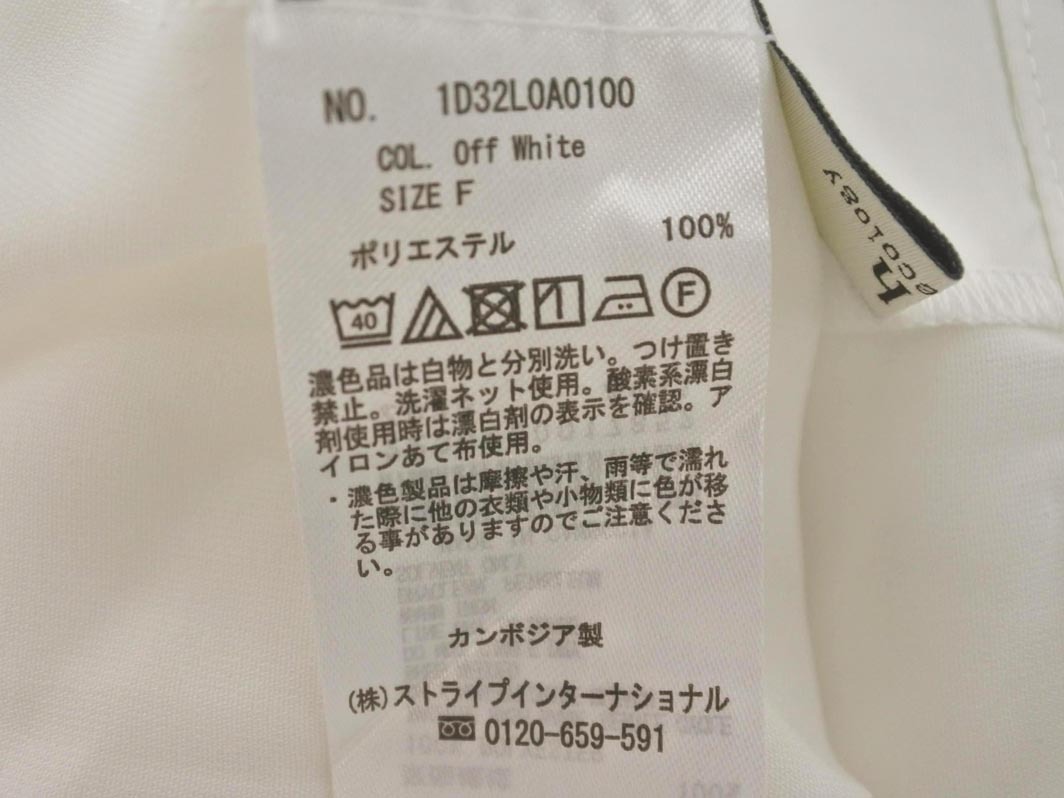 NO. 1D32L0A0100
COL. Off White
SIZE F
ポリエステル 100%
40
F
濃色品は白物と分別洗い。つけ置き
禁止。洗濯ネット使用。酸素系漂白
剤使用時は漂白剤の表示を確認。ア
イロンあて布使用。
・濃色製品は摩擦や汗、雨等で濡れ
た際に他の衣類や小物類に色が移
る事がありますのでご注意くださ
い。
カンボジア製
(株)ストライプインターナショナル
0120-659-591
h
cology